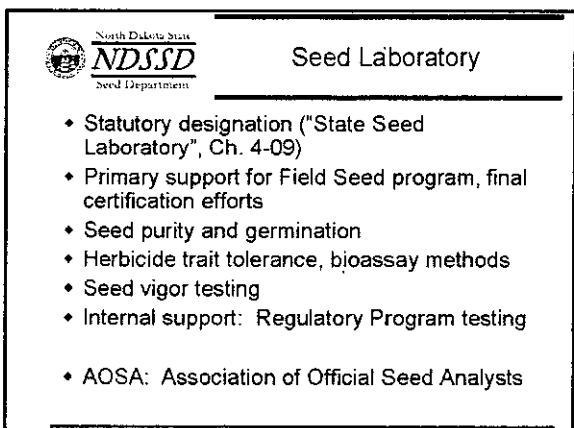 North Dakota State
NDSSD
Seed Department
Seed Laboratory
• Statutory designation ("State Seed
Laboratory", Ch. 4-09)
• Primary support for Field Seed program, final
certification efforts
• Seed purity and germination
• Herbicide trait tolerance, bioassay methods
• Seed vigor testing
• Internal support: Regulatory Program testing
• AOSA: Association of Official Seed Analysts